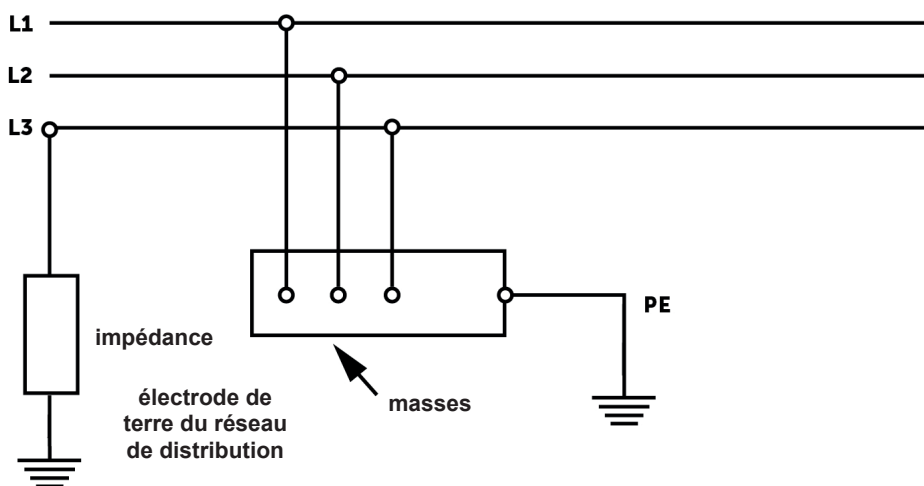 L1
L2
L3
PE
impédance
masses
électrode de
terre du réseau
de distribution